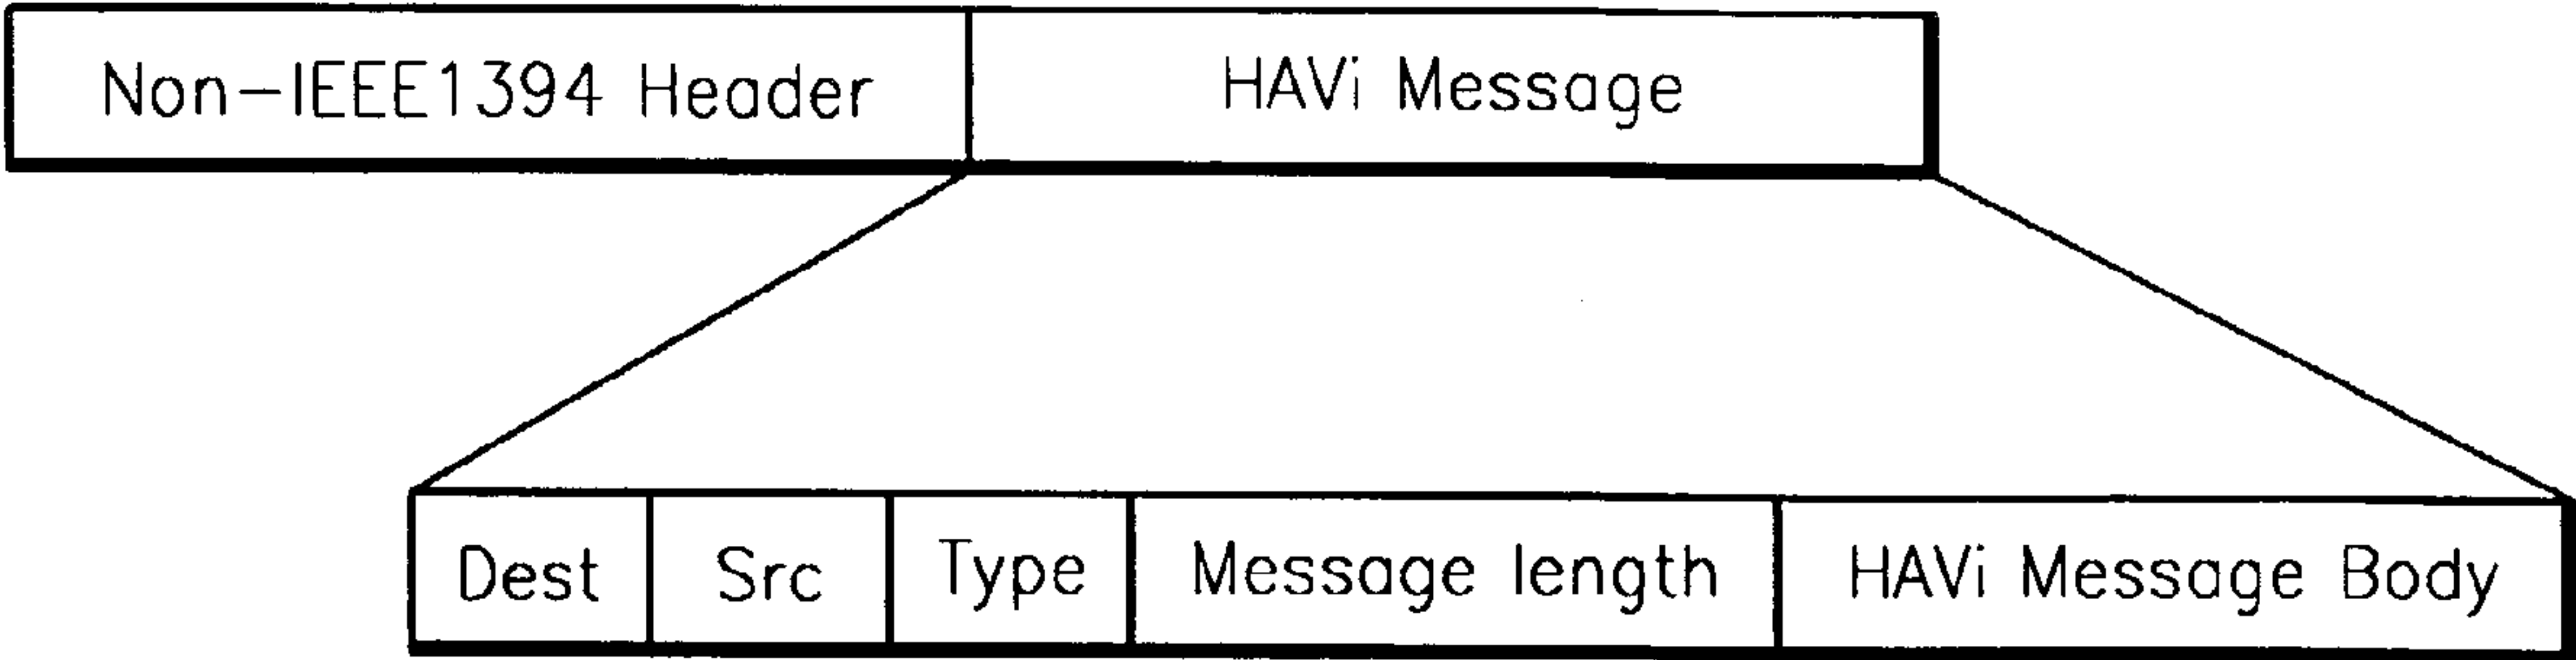 Non-IEEE1394 Header HAVi Message
Dest Src Type Message length HAVi Message Body